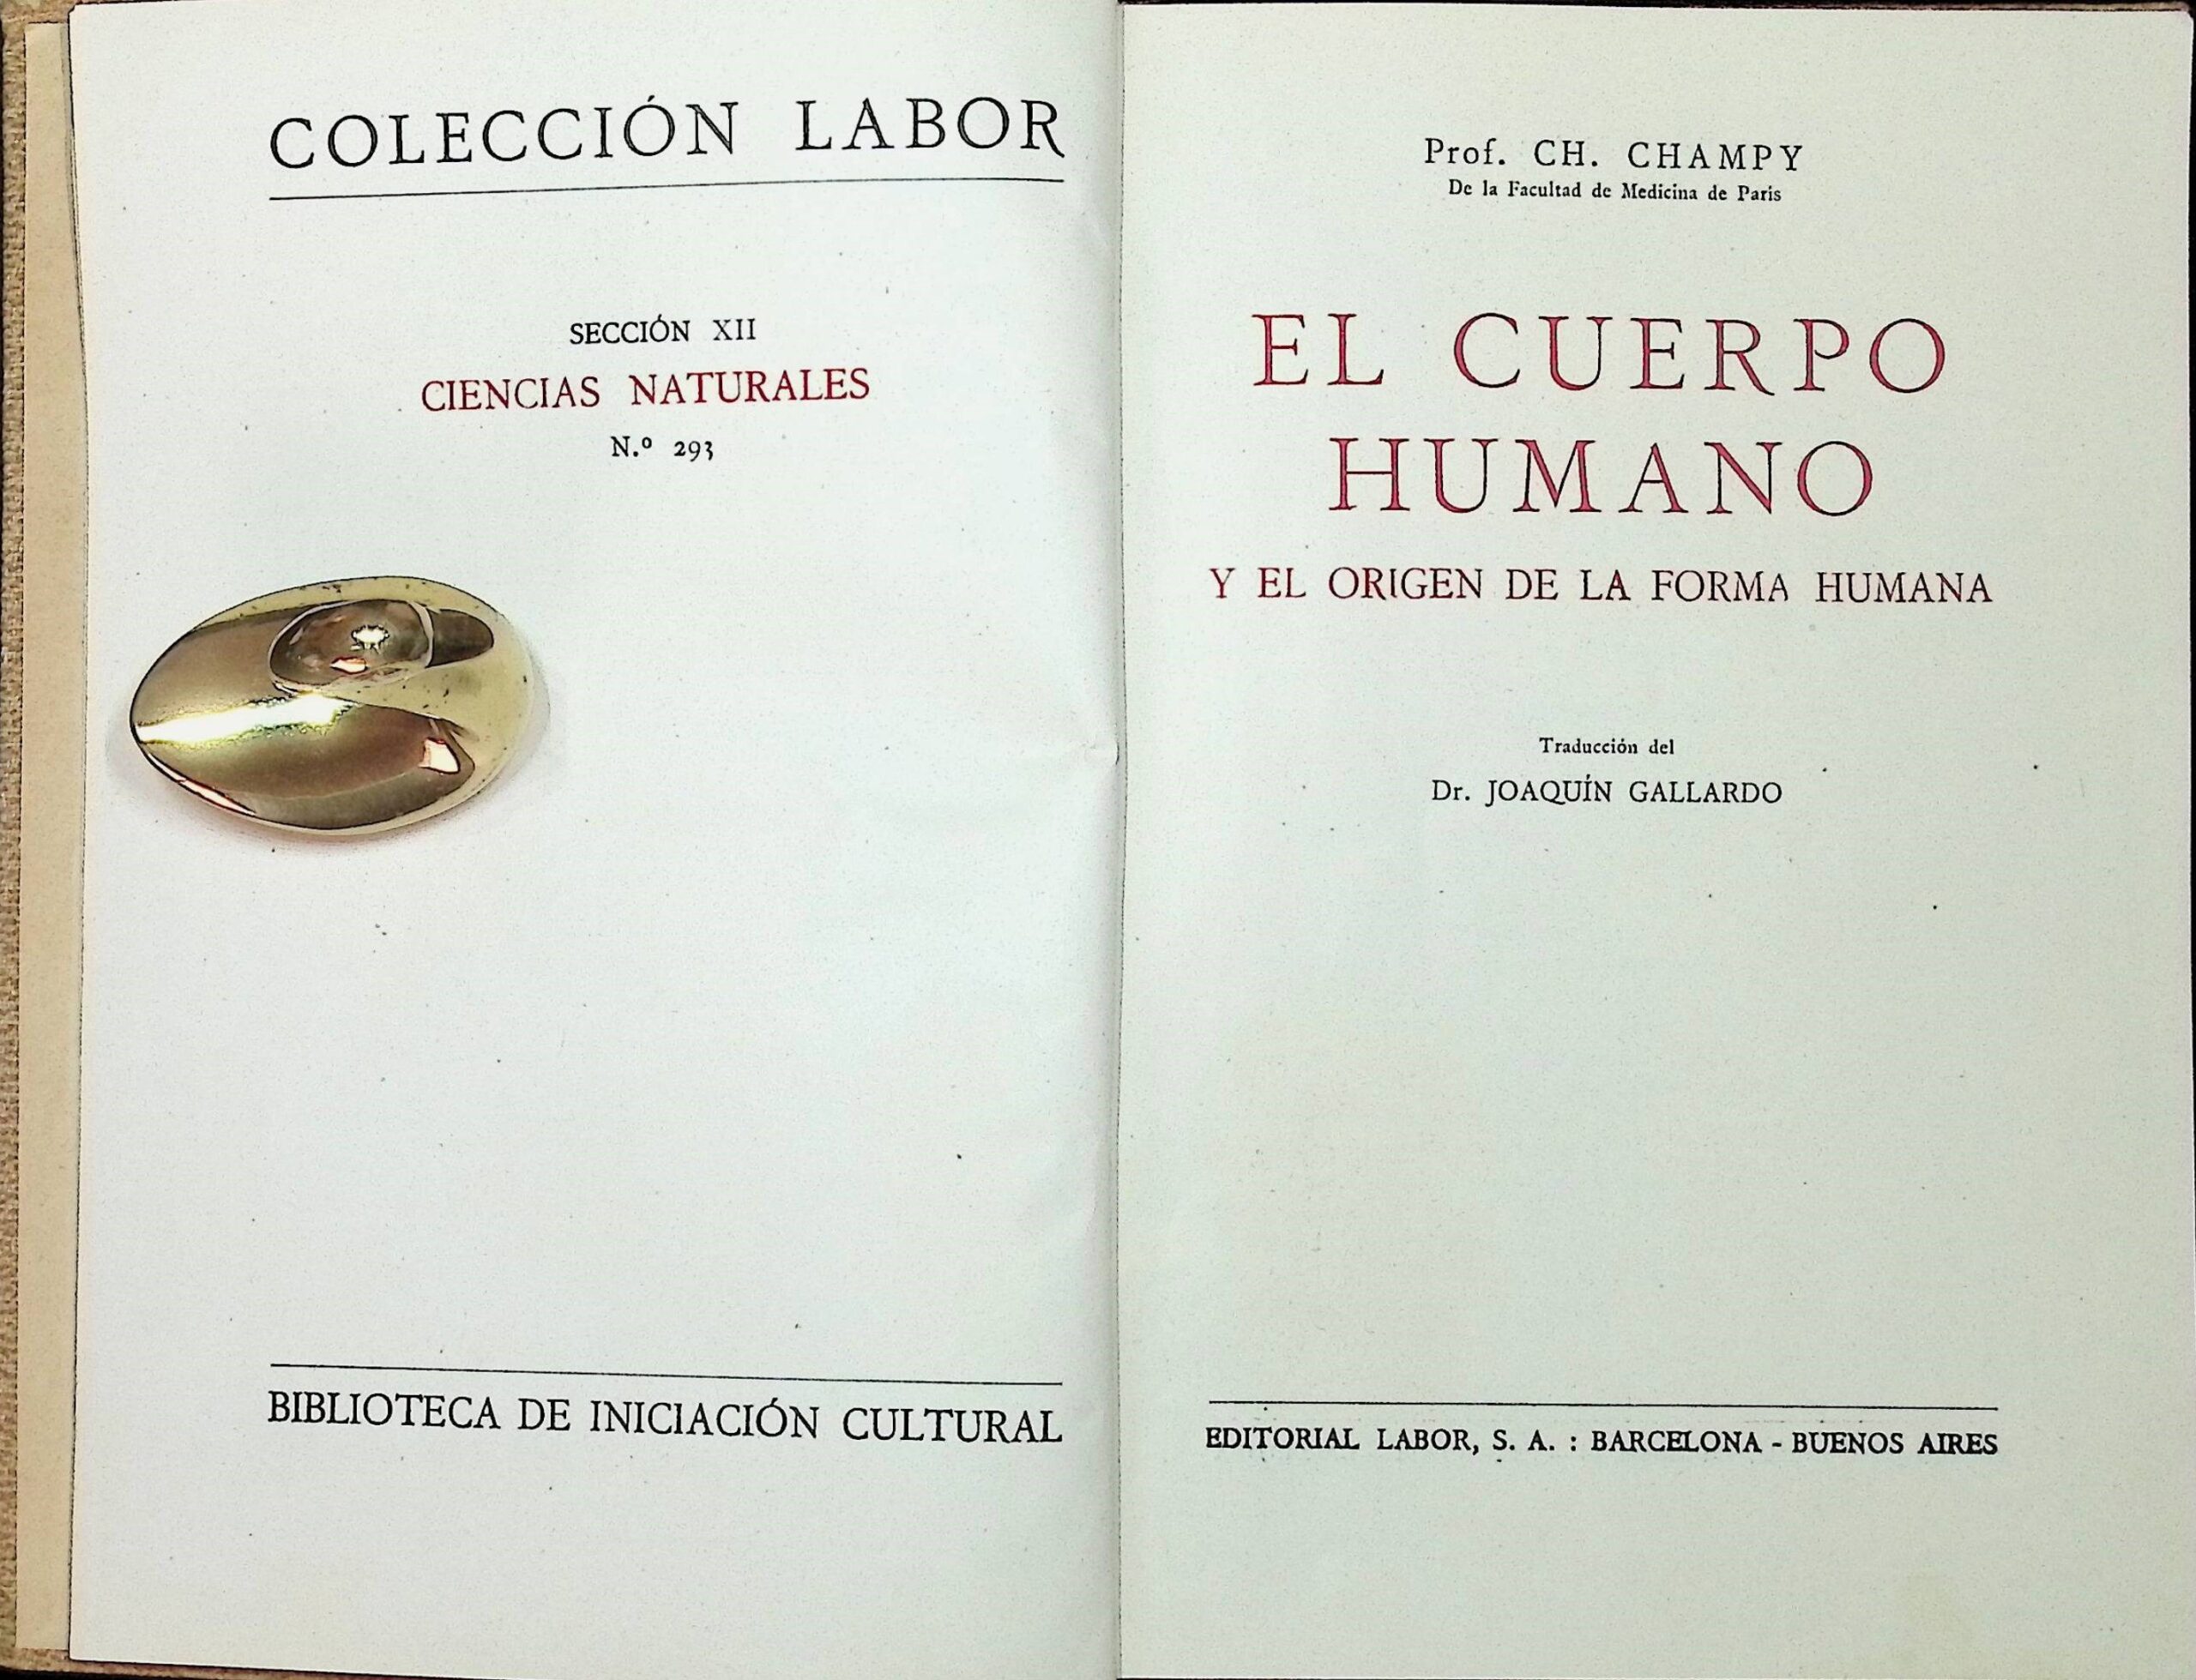 COLECCIÓN LABOR
SECCIÓN XII
CIENCIAS NATURALES
N.º 293
BIBLIOTECA DE INICIACIÓN CULTURAL
Prof. CH. CHAMPY
De la Facultad de Medicina de París
EL CUERPO
HUMANO
Y EL ORIGEN DE LA FORMA HUMANA
Traducción del
Dr. JOAQUÍN GALLARDO
EDITORIAL LABOR, S. A. : BARCELONA - BUENOS AIRES